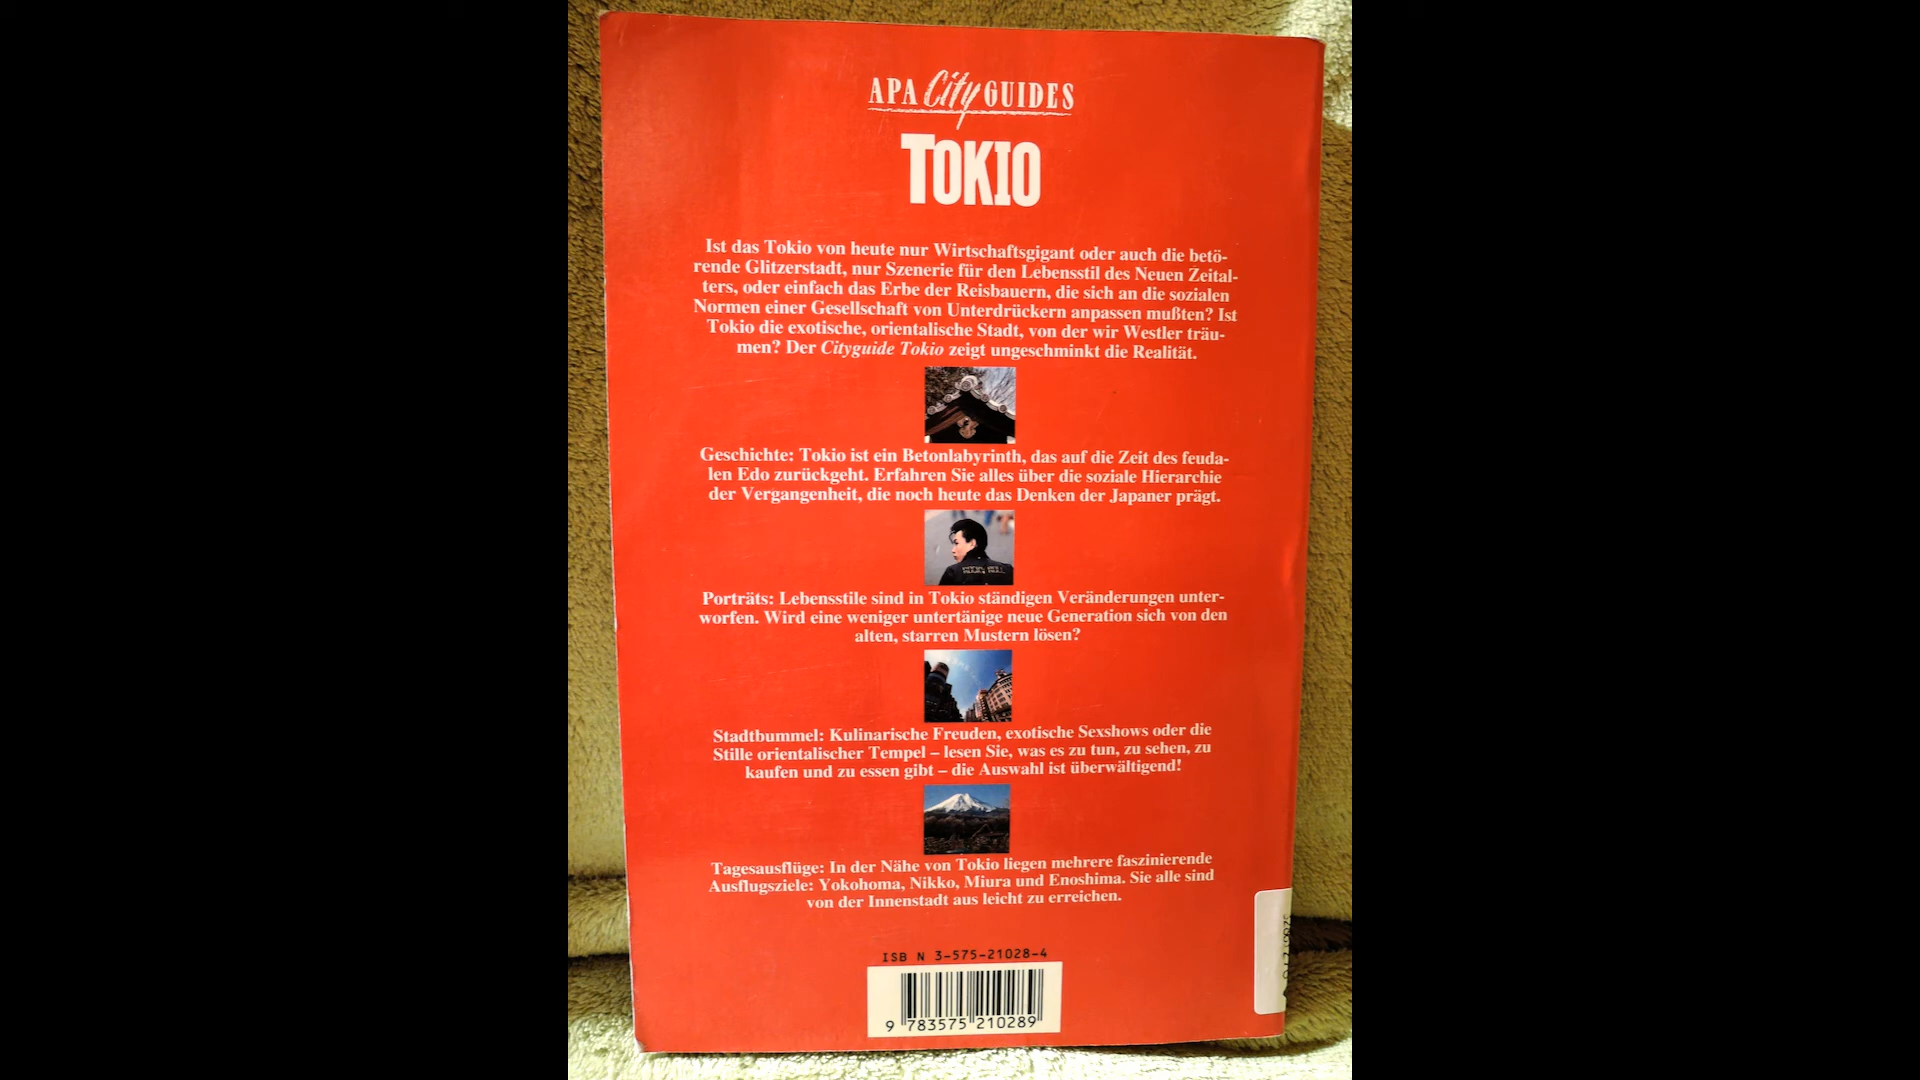 APA City GUIDES
TOKIO
Ist das Tokio von heute nur Wirtschaftsgigant oder auch die betö-
rende Glitzerstadt, nur Szenerie für den Lebensstil des Neuen Zeital-
ters, oder einfach das Erbe der Reisbauern, die sich an die sozialen
Normen einer Gesellschaft von Unterdrückern anpassen mußten? Ist
Tokio die exotische, orientalische Stadt, von der wir Westler träu-
men? Der Cityguide Tokio zeigt ungeschminkt die Realität.
Geschichte: Tokio ist ein Betonlabyrinth, das auf die Zeit des feuda-
len Edo zurückgeht. Erfahren Sie alles über die soziale Hierarchie
der Vergangenheit, die noch heute das Denken der Japaner prägt.
Porträts: Lebensstile sind in Tokio ständigen Veränderungen unter-
worfen. Wird eine weniger untertänige neue Generation sich von den
alten, starren Mustern lösen?
Stadtbummel: Kulinarische Freuden, exotische Sexshows oder die
Stille orientalischer Tempel – lesen Sie, was es zu tun, zu sehen, zu
kaufen und zu essen gibt – die Auswahl ist überwältigend!
Tagesausflüge: In der Nähe von Tokio liegen mehrere faszinierende
Ausflugsziele: Yokohoma, Nikko, Miura und Enoshima. Sie alle sind
von der Innenstadt aus leicht zu erreichen.
ISB N 3-575-21028-4
9 783575 210289